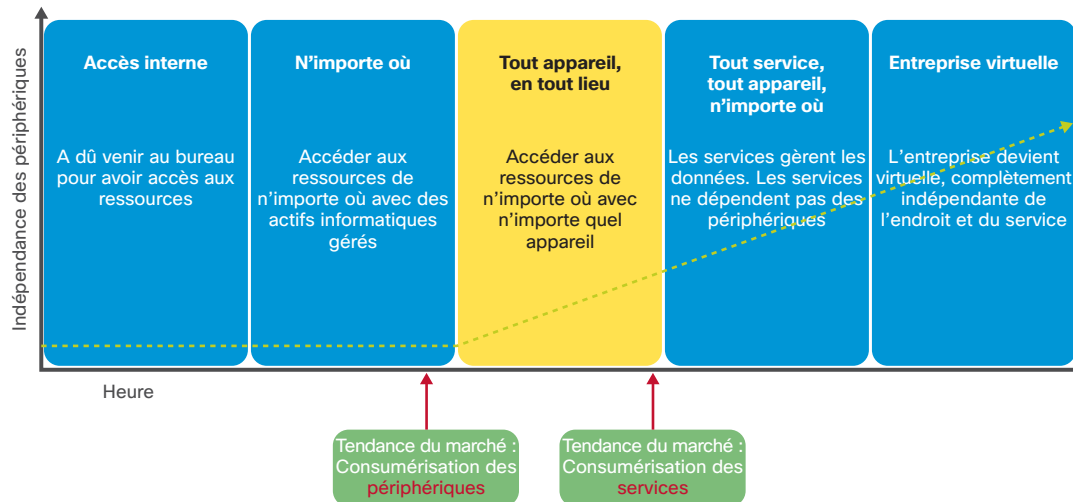 Indépendance des périphériques
Accès interne
A dû venir au bureau
pour avoir accès aux
ressources
N'importe où
Accéder aux
ressources de
n'importe où avec des
actifs informatiques
gérés
Tout appareil,
en tout lieu
Accéder aux
ressources de
n'importe où avec
n'importe quel
appareil
Tout service,
tout appareil,
n'importe où
Les services gèrent les
données. Les services
ne dépendent pas des
périphériques
Entreprise virtuelle
L'entreprise devient
virtuelle, complètement
indépendante de
l'endroit et du service
Heure
Tendance du marché :
Consumérisation des
périphériques
Tendance du marché :
Consumérisation des
services